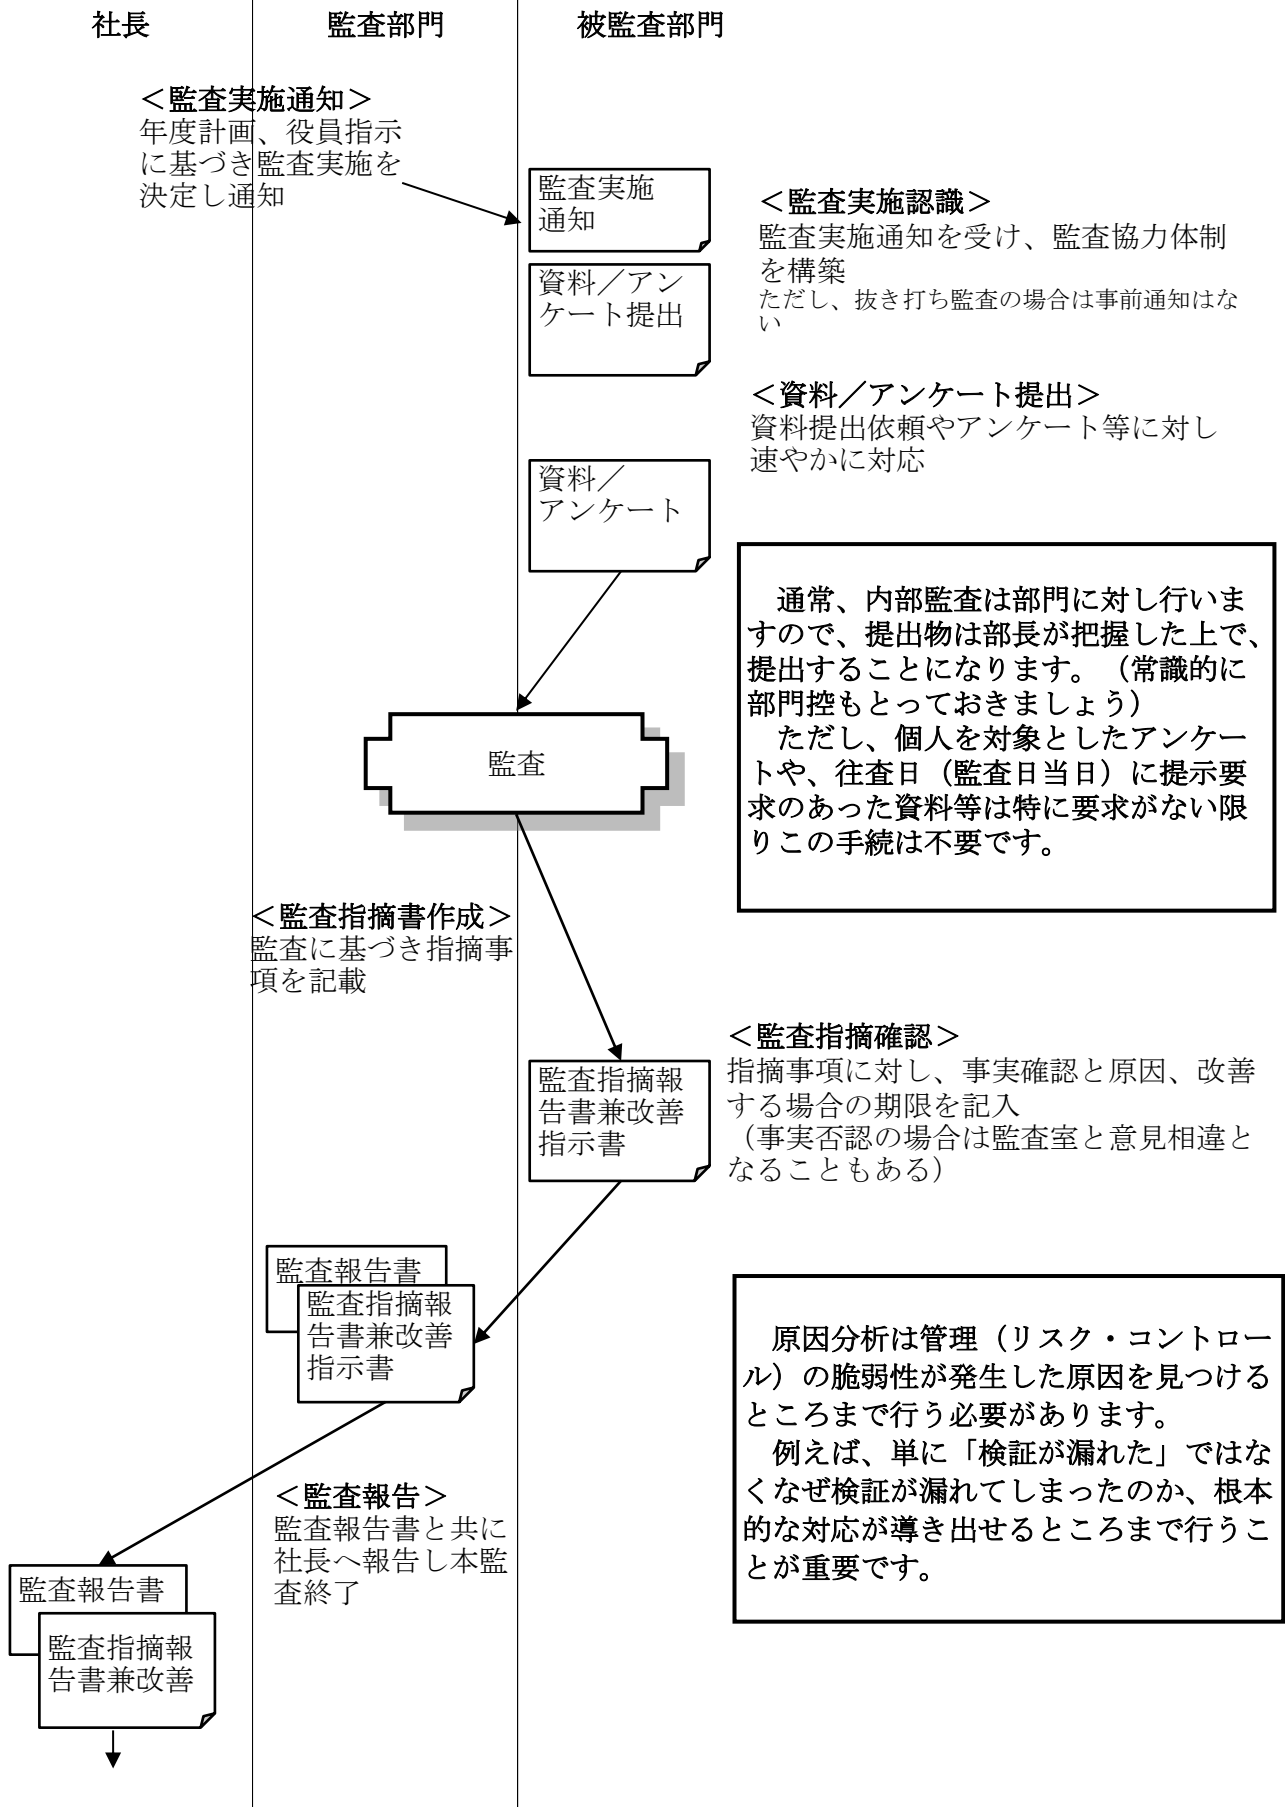 社長
監査部門
被監査部門
＜監査実施通知＞
年度計画、役員指示
に基づき監査実施を
決定し通知
監査実施
通知
＜監査実施認識＞
監査実施通知を受け、監査協力体制
を構築
ただし、抜き打ち監査の場合は事前通知はな
い
資料／アン
ケート提出
＜資料／アンケート提出＞
資料提出依頼やアンケート等に対し
速やかに対応
資料／
アンケート
通常、内部監査は部門に対し行いま
すので、提出物は部長が把握した上で、
提出することになります。（常識的に
部門控もとっておきましょう）
ただし、個人を対象としたアンケー
トや、往査日（監査日当日）に提示要
求のあった資料等は特に要求がない限
りこの手続は不要です。
監査
＜監査指摘書作成＞
監査に基づき指摘事
項を記載
＜監査指摘確認＞
指摘事項に対し、事実確認と原因、改善
する場合の期限を記入
（事実否認の場合は監査室と意見相違と
なることもある）
監査指摘報
告書兼改善
指示書
監査報告書
監査指摘報
告書兼改善
指示書
原因分析は管理（リスク・コントロー
ル）の脆弱性が発生した原因を見つける
ところまで行う必要があります。
例えば、単に「検証が漏れた」ではな
くなぜ検証が漏れてしまったのか、根本
的な対応が導き出せるところまで行うこ
とが重要です。
＜監査報告＞
監査報告書と共に
社長へ報告し本監
査終了
監査報告書
監査指摘報
告書兼改善